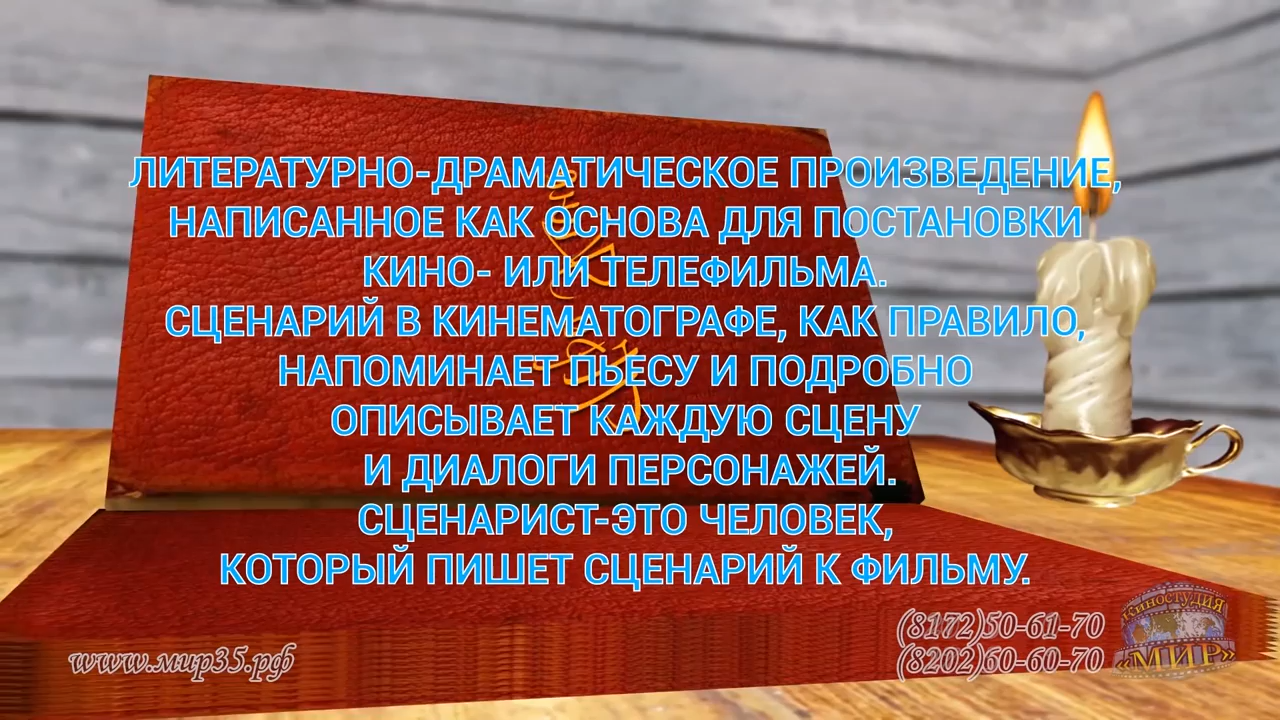 ЛИТЕРАТУРНО-ДРАМАТИЧЕСКОЕ ПРОИЗВЕДЕНИЕ,
НАПИСАННОЕ КАК ОСНОВА ДЛЯ ПОСТАНОВКИ
КИНО- ИЛИ ТЕЛЕФИЛЬМА.
СЦЕНАРИЙ В КИНЕМАТОГРАФЕ, КАК ПРАВИЛО,
НАПОМИНАЕТ ПЬЕСУ И ПОДРОБНО
ОПИСЫВАЕТ КАЖДУЮ СЦЕНУ
И ДИАЛОГИ ПЕРСОНАЖЕЙ.
СЦЕНАРИСТ-ЭТО ЧЕЛОВЕК,
КОТОРЫЙ ПИШЕТ СЦЕНАРИЙ К ФИЛЬМУ.
(8172)50-61-70
(8202)60-60-70
www.мир35.рф
Киностудия
«МИР»